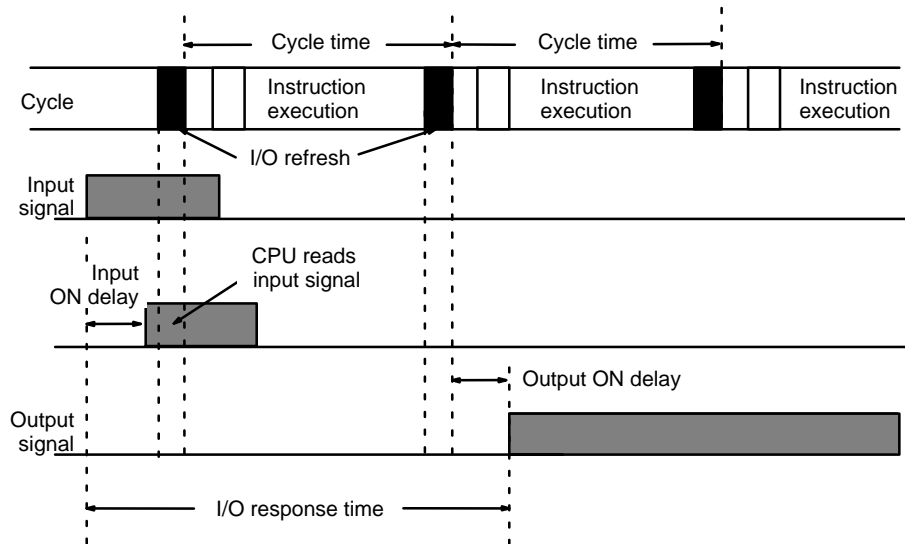 Cycle time
Cycle time
Cycle
Instruction
execution
Instruction
execution
Instruction
execution
I/O refresh
Input
signal
Input
ON delay
CPU reads
input signal
Output ON delay
Output
signal
I/O response time